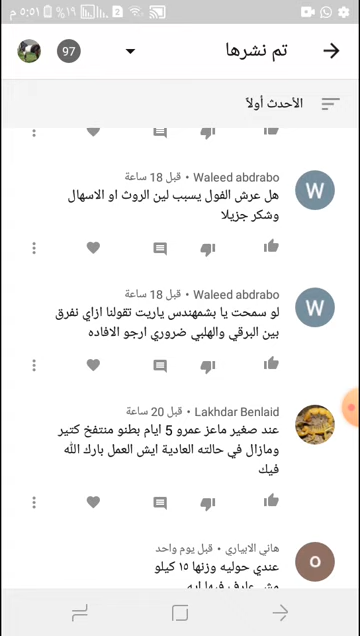 ٥:٥١ م ١٩% 2
تم نشرها
97
الأحدث أولاً
Waleed abdrabo • قبل 18 ساعة
هل عرش الفول يسبب لين الروث او الاسهال
وشكر جزيلا
W
Waleed abdrabo • قبل 18 ساعة
لو سمحت يا بشمهندس ياريت تقولنا ازاي نفرق
بين البرقي والهلبي ضروري ارجو الافاده
W
Lakhdar Benlaid • قبل 20 ساعة
عند صغير ماعز عمرو 5 ايام بطنو منتفخ كتير
ومازال في حالته العادية ايش العمل بارك الله
فيك
هاني الابياري • قبل يوم واحد
عندي حوليه وزنها ١٥ كيلو